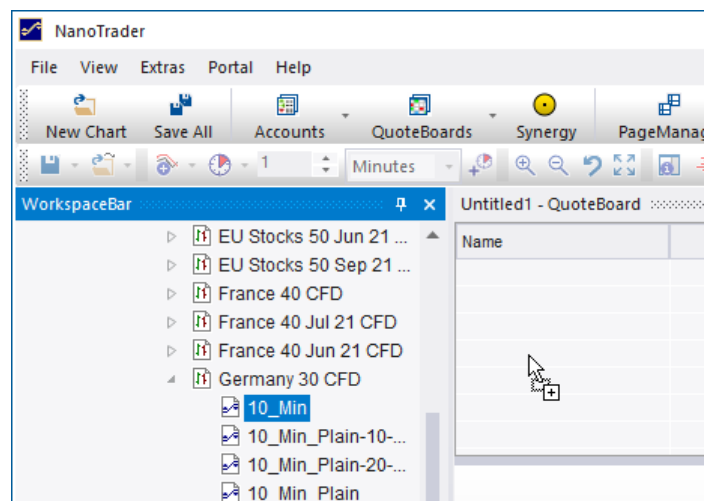 NanoTrader
File View Extras Portal Help
New Chart Save All Accounts QuoteBoards Synergy PageManag
1 Minutes
WorkspaceBar
Untitled1 - QuoteBoard
EU Stocks 50 Jun 21 ...
Name
EU Stocks 50 Sep 21 ...
France 40 CFD
France 40 Jul 21 CFD
France 40 Jun 21 CFD
Germany 30 CFD
10_Min
10_Min_Plain-10-...
10_Min_Plain-20-...
10_Min_Plain